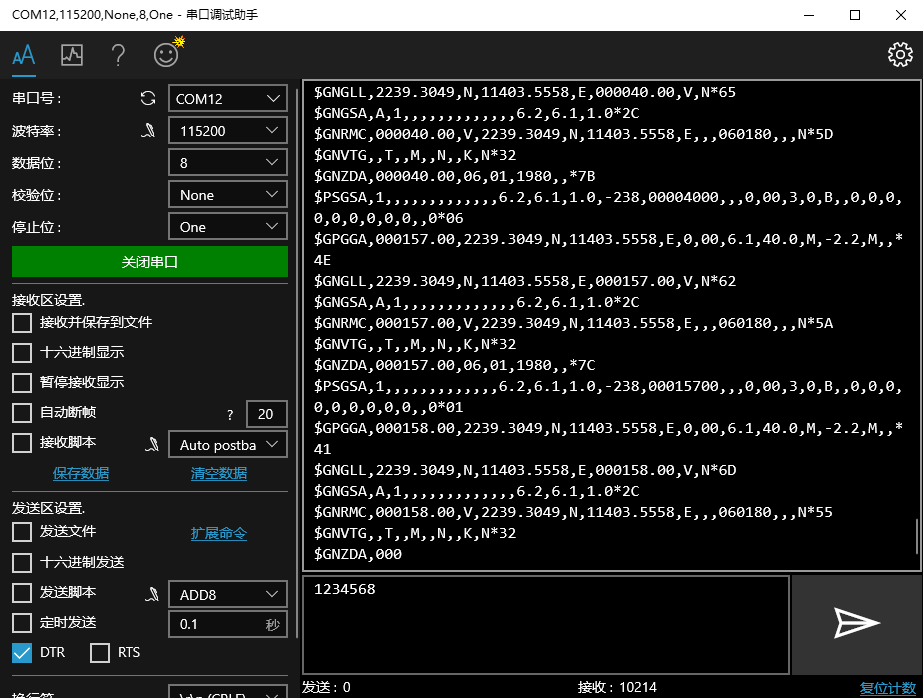 COM12,115200,None,8,One - 串口调试助手
串口号: COM12
波特率: 115200
数据位: 8
校验位: None
停止位: One
关闭串口
接收区设置.
接收并保存到文件
十六进制显示
暂停接收显示
自动断帧 ? 20
接收脚本 Auto postba
保存数据 清空数据
发送区设置.
发送文件 扩展命令
十六进制发送
发送脚本 ADD8
定时发送 0.1 秒
DTR RTS
$GNGLL,2239.3049,N,11403.5558,E,000040.00,V,N*65
$GNGSA,A,1,,,,,,,,,,,,,6.2,6.1,1.0*2C
$GNRMC,000040.00,V,2239.3049,N,11403.5558,E,,,060180,,,N*5D
$GNVTG,,T,,M,,N,,K,N*32
$GNZDA,000040.00,06,01,1980,,*7B
$PSGSA,1,,,,,,,,,,,,,6.2,6.1,1.0,-238,00004000,,,0,00,3,0,B,,0,0,0,
0,0,0,0,0,0,,0*06
$GPGGA,000157.00,2239.3049,N,11403.5558,E,0,00,6.1,40.0,M,-2.2,M,,*
4E
$GNGLL,2239.3049,N,11403.5558,E,000157.00,V,N*62
$GNGSA,A,1,,,,,,,,,,,,,6.2,6.1,1.0*2C
$GNRMC,000157.00,V,2239.3049,N,11403.5558,E,,,060180,,,N*5A
$GNVTG,,T,,M,,N,,K,N*32
$GNZDA,000157.00,06,01,1980,,*7C
$PSGSA,1,,,,,,,,,,,,,6.2,6.1,1.0,-238,00015700,,,0,00,3,0,B,,0,0,0,
0,0,0,0,0,0,,0*01
$GPGGA,000158.00,2239.3049,N,11403.5558,E,0,00,6.1,40.0,M,-2.2,M,,*
41
$GNGLL,2239.3049,N,11403.5558,E,000158.00,V,N*6D
$GNGSA,A,1,,,,,,,,,,,,,6.2,6.1,1.0*2C
$GNRMC,000158.00,V,2239.3049,N,11403.5558,E,,,060180,,,N*55
$GNVTG,,T,,M,,N,,K,N*32
$GNZDA,000
1234568
发送: 0 接收: 10214 复位计数